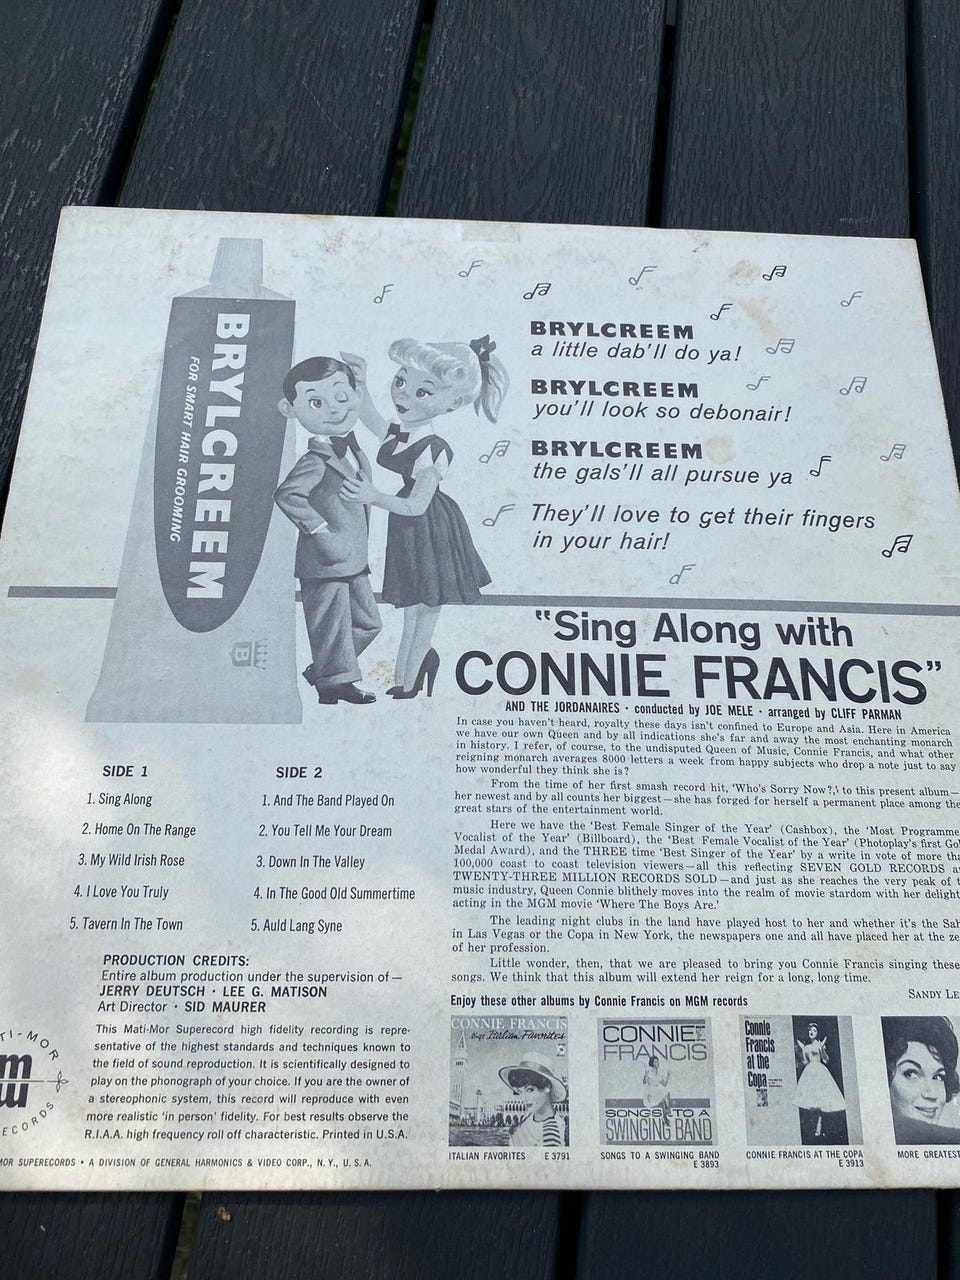 BRYLCREEM
FOR SMART HAIR GROOMING
B
BRYLCREEM
a little dab'll do ya!
BRYLCREEM
you'll look so debonair!
BRYLCREEM
the gals'll all pursue ya
They'll love to get their fingers
in your hair!
"Sing Along with
CONNIE FRANCIS"
AND THE JORDANAIRES · conducted by JOE MELE · arranged by CLIFF PARMAN
In case you haven't heard, royalty these days isn't confined to Europe and Asia. Here in America
we have our own Queen and by all indications she's far and away the most enchanting monarch
in history. I refer, of course, to the undisputed Queen of Music, Connie Francis, and what other
reigning monarch averages 8000 letters a week from happy subjects who drop a note just to say
how wonderful they think she is?
From the time of her first smash record hit, 'Who's Sorry Now?,' to this present album—
her newest and by all counts her biggest—she has forged for herself a permanent place among the
great stars of the entertainment world.
Here we have the 'Best Female Singer of the Year' (Cashbox), the 'Most Programme
Vocalist of the Year' (Billboard), the 'Best Female Vocalist of the Year' (Photoplay's first Go
Medal Award), and the THREE time 'Best Singer of the Year' by a write in vote of more tha
100,000 coast to coast television viewers—all this reflecting SEVEN GOLD RECORDS a
TWENTY-THREE MILLION RECORDS SOLD—and just as she reaches the very peak of t
music industry, Queen Connie blithely moves into the realm of movie stardom with her delight
acting in the MGM movie 'Where The Boys Are.'
The leading night clubs in the land have played host to her and whether it's the Sah
in Las Vegas or the Copa in New York, the newspapers one and all have placed her at the ze
of her profession.
Little wonder, then, that we are pleased to bring you Connie Francis singing these
songs. We think that this album will extend her reign for a long, long time.
SANDY LE
SIDE 1
1. Sing Along
2. Home On The Range
3. My Wild Irish Rose
4. I Love You Truly
5. Tavern In The Town
SIDE 2
1. And The Band Played On
2. You Tell Me Your Dream
3. Down In The Valley
4. In The Good Old Summertime
5. Auld Lang Syne
PRODUCTION CREDITS:
Entire album production under the supervision of—
JERRY DEUTSCH · LEE G. MATISON
Art Director · SID MAURER
This Mati-Mor Superecord high fidelity recording is repre-
sentative of the highest standards and techniques known to
the field of sound reproduction. It is scientifically designed to
play on the phonograph of your choice. If you are the owner of
a stereophonic system, this record will reproduce with even
more realistic 'in person' fidelity. For best results observe the
R.I.A.A. high frequency roll off characteristic. Printed in U.S.A.
TI-MOR
m
ECORDS
MOR SUPERECORDS • A DIVISION OF GENERAL HARMONICS & VIDEO CORP., N. Y., U. S. A.
Enjoy these other albums by Connie Francis on MGM records
CONNIE FRANCIS
sings Italian Favorites
ITALIAN FAVORITES E 3791
CONNIE
FRANCIS
SONGS TO A
SWINGING BAND
SONGS TO A SWINGING BAND
E 3893
Connie
Francis
at the
Copa
CONNIE FRANCIS AT THE COPA
E 3913
MORE GREATEST